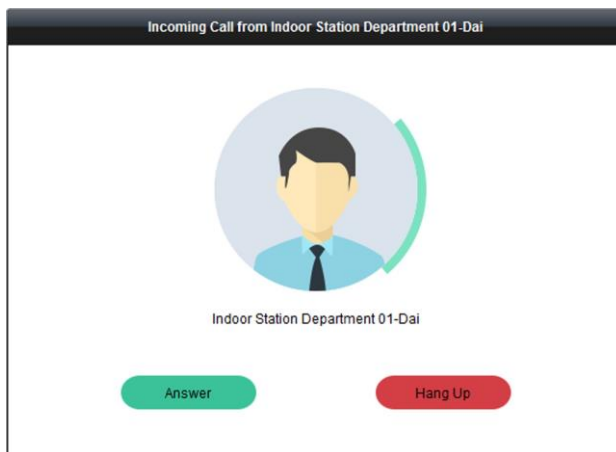 Incoming Call from Indoor Station Department 01-Dai
Indoor Station Department 01-Dai
Answer
Hang Up